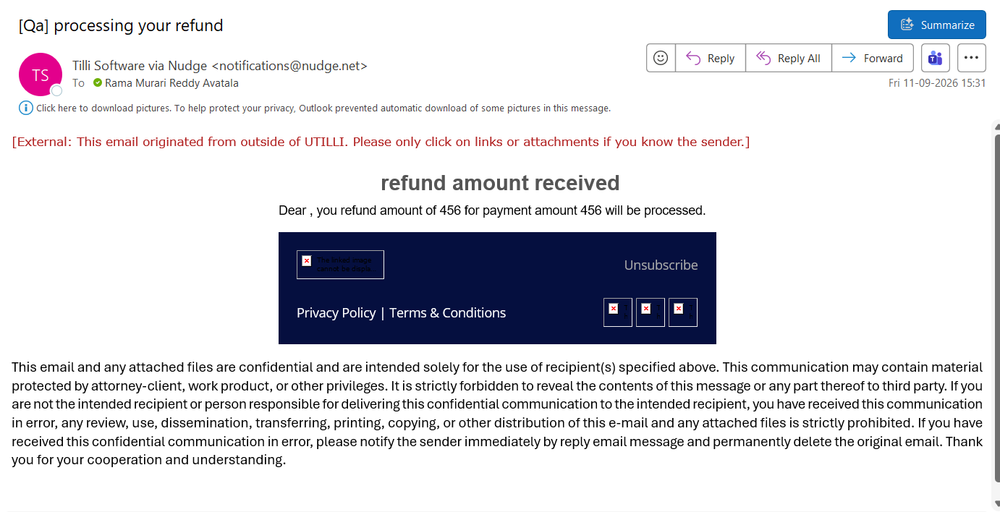 [Qa] processing your refund
Summarize
TS
Tilli Software via Nudge <notifications@nudge.net>
To Rama Murari Reddy Avatala
Reply
Reply All
Forward
Fri 11-09-2026 15:31
Click here to download pictures. To help protect your privacy, Outlook prevented automatic download of some pictures in this message.
[External: This email originated from outside of UTILLI. Please only click on links or attachments if you know the sender.]
refund amount received
Dear , you refund amount of 456 for payment amount 456 will be processed.
The linked image
cannot be displa...
Unsubscribe
Privacy Policy | Terms & Conditions
This email and any attached files are confidential and are intended solely for the use of recipient(s) specified above. This communication may contain material
protected by attorney-client, work product, or other privileges. It is strictly forbidden to reveal the contents of this message or any part thereof to third party. If you
are not the intended recipient or person responsible for delivering this confidential communication to the intended recipient, you have received this communication
in error, any review, use, dissemination, transferring, printing, copying, or other distribution of this e-mail and any attached files is strictly prohibited. If you have
received this confidential communication in error, please notify the sender immediately by reply email message and permanently delete the original email. Thank
you for your cooperation and understanding.